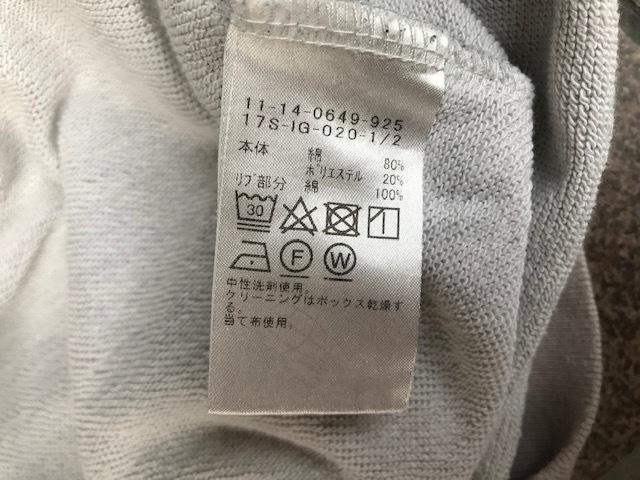 11-14-0649-925
17S-IG-020-1/2
本体 綿 80%
ポリエステル 20%
リブ部分 綿 100%
30
F W
中性洗剤使用。
クリーニングはボックス乾燥す
る。
当て布使用。